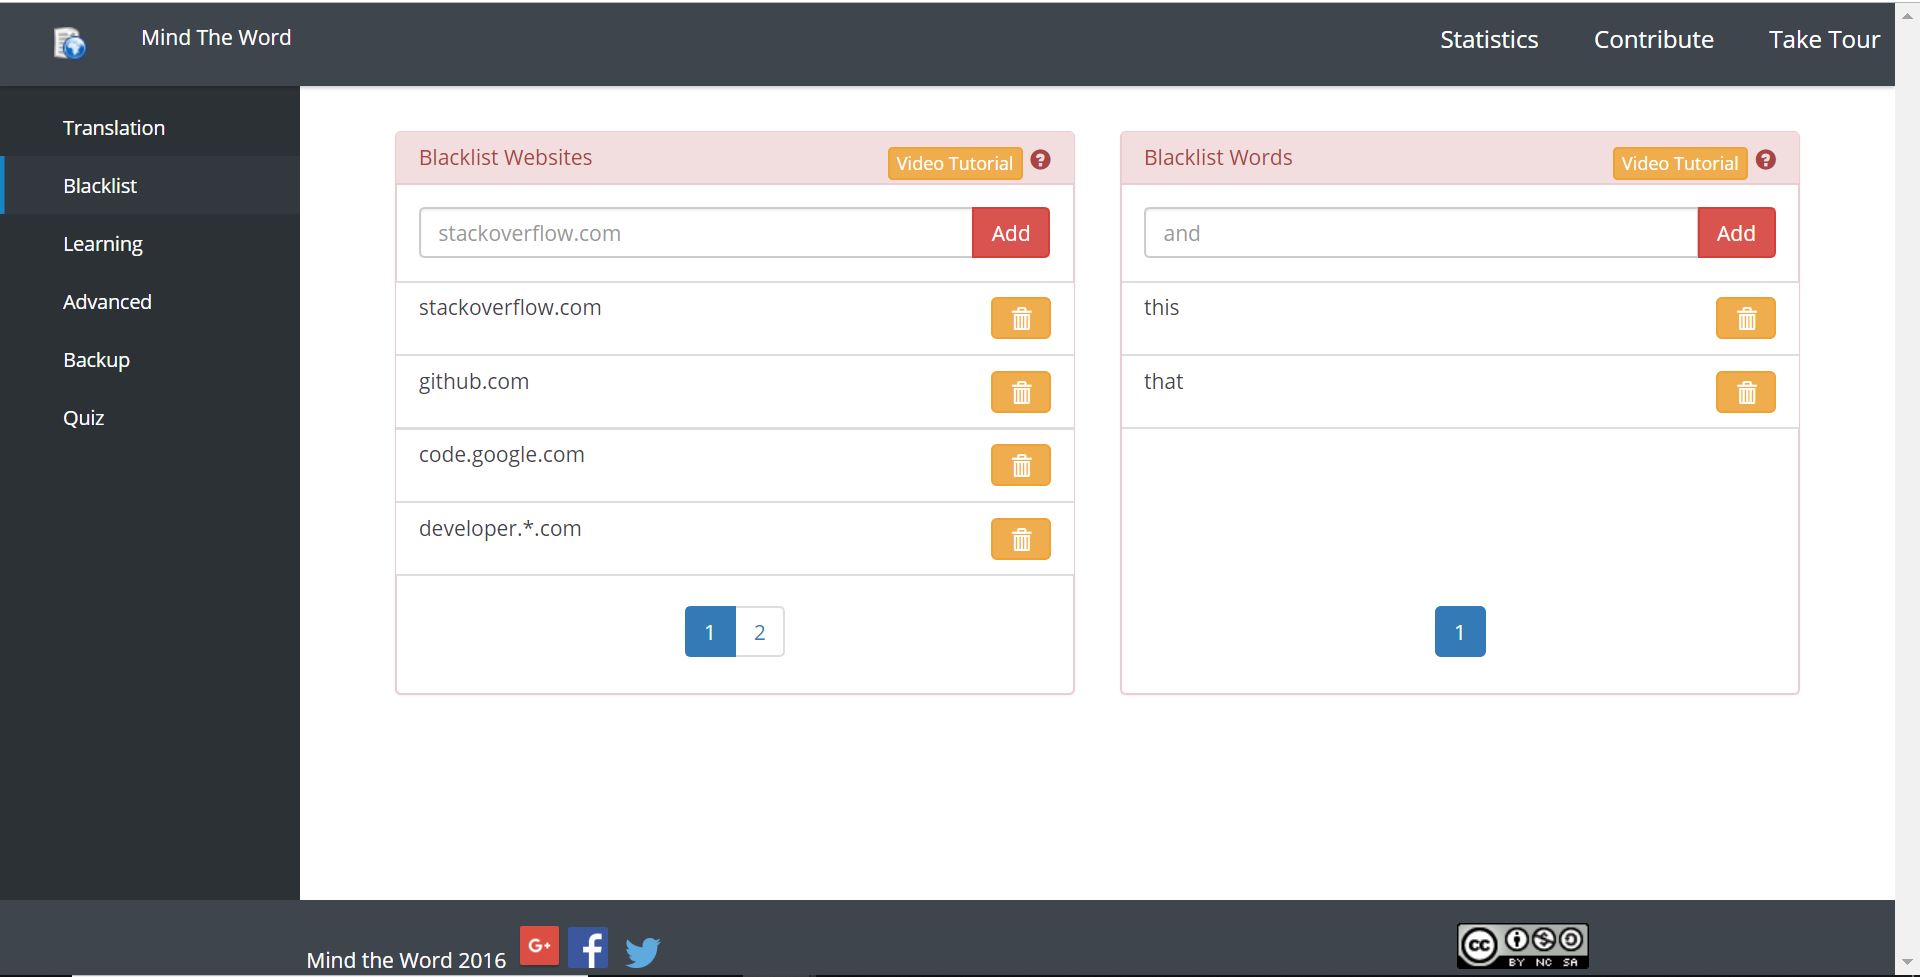 Mind The Word
Statistics
Contribute
Take Tour
Translation
Blacklist
Learning
Advanced
Backup
Quiz
Blacklist Websites
Video Tutorial
?
stackoverflow.com
Add
stackoverflow.com
github.com
code.google.com
developer.*.com
1
2
Blacklist Words
Video Tutorial
?
and
Add
this
that
1
Mind the Word 2016
G+
f
cc
BY NC SA